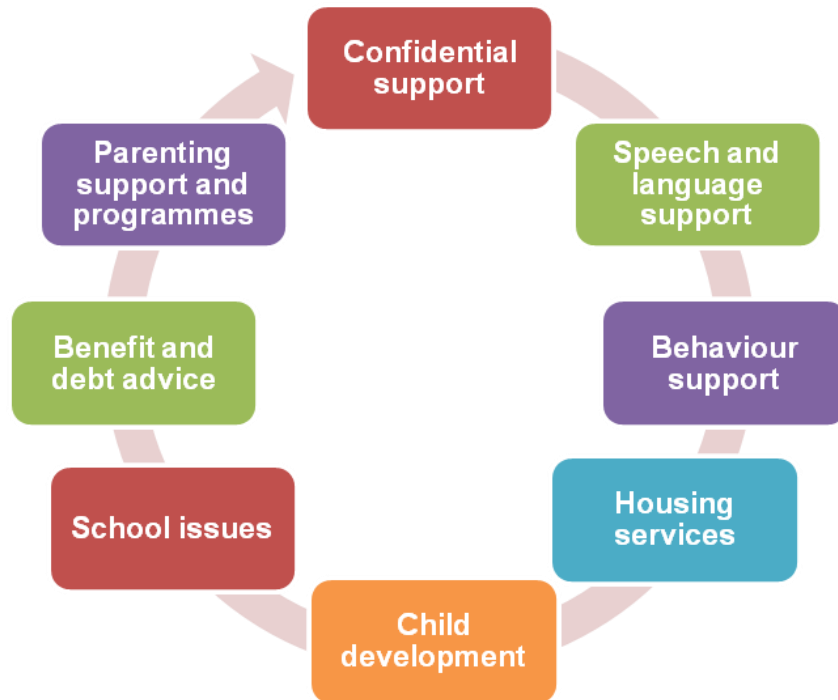 Confidential
support
Speech and
language
support
Behaviour
support
Housing
services
Child
development
School issues
Benefit and
debt advice
Parenting
support and
programmes